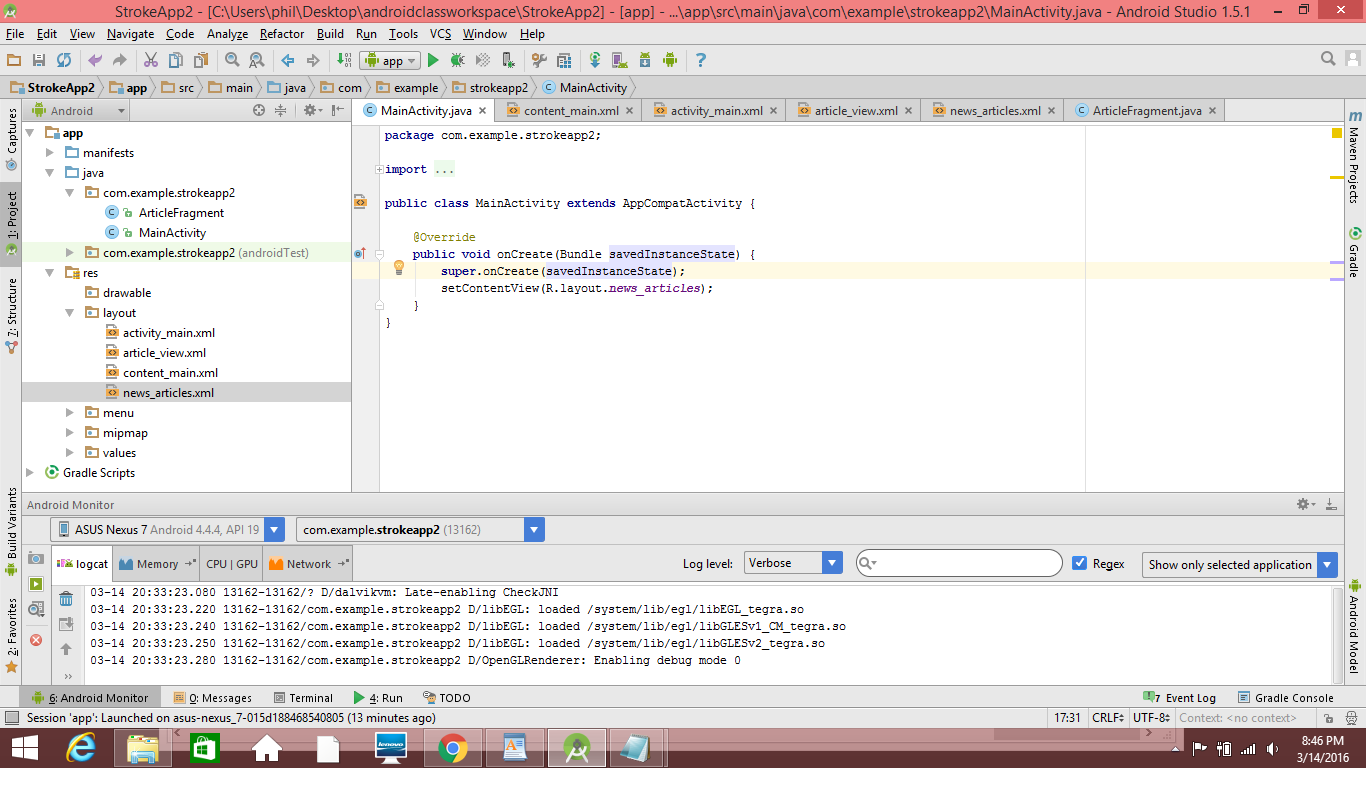 StrokeApp2 - [C:\Users\phil\Desktop\androidclassworkspace\StrokeApp2] - [app] - ...\app\src\main\java\com\example\strokeapp2\MainActivity.java - Android Studio 1.5.1
File Edit View Navigate Code Analyze Refactor Build Run Tools VCS Window Help
app
StrokeApp2 app src main java com example strokeapp2 MainActivity
Android
MainActivity.java content_main.xml activity_main.xml article_view.xml news_articles.xml ArticleFragment.java
Captures
1: Project
7: Structure
Build Variants
2: Favorites
app
manifests
java
com.example.strokeapp2
ArticleFragment
MainActivity
com.example.strokeapp2 (androidTest)
res
drawable
layout
activity_main.xml
article_view.xml
content_main.xml
news_articles.xml
menu
mipmap
values
Gradle Scripts
package com.example.strokeapp2;
import ...
public class MainActivity extends AppCompatActivity {
@Override
public void onCreate(Bundle savedInstanceState) {
super.onCreate(savedInstanceState);
setContentView(R.layout.news_articles);
}
}
m
Maven Projects
Gradle
Android Model
Android Monitor
ASUS Nexus 7 Android 4.4.4, API 19 com.example.strokeapp2 (13162)
logcat Memory CPU | GPU Network Log level: Verbose Regex Show only selected application
03-14 20:33:23.080 13162-13162/? D/dalvikvm: Late-enabling CheckJNI
03-14 20:33:23.220 13162-13162/com.example.strokeapp2 D/libEGL: loaded /system/lib/egl/libEGL_tegra.so
03-14 20:33:23.240 13162-13162/com.example.strokeapp2 D/libEGL: loaded /system/lib/egl/libGLESv1_CM_tegra.so
03-14 20:33:23.250 13162-13162/com.example.strokeapp2 D/libEGL: loaded /system/lib/egl/libGLESv2_tegra.so
03-14 20:33:23.280 13162-13162/com.example.strokeapp2 D/OpenGLRenderer: Enabling debug mode 0
6: Android Monitor 0: Messages Terminal 4: Run TODO 7 Event Log Gradle Console
Session 'app': Launched on asus-nexus_7-015d188468540805 (13 minutes ago) 17:31 CRLF UTF-8 Context: <no context>
lenovo
8:46 PM
3/14/2016